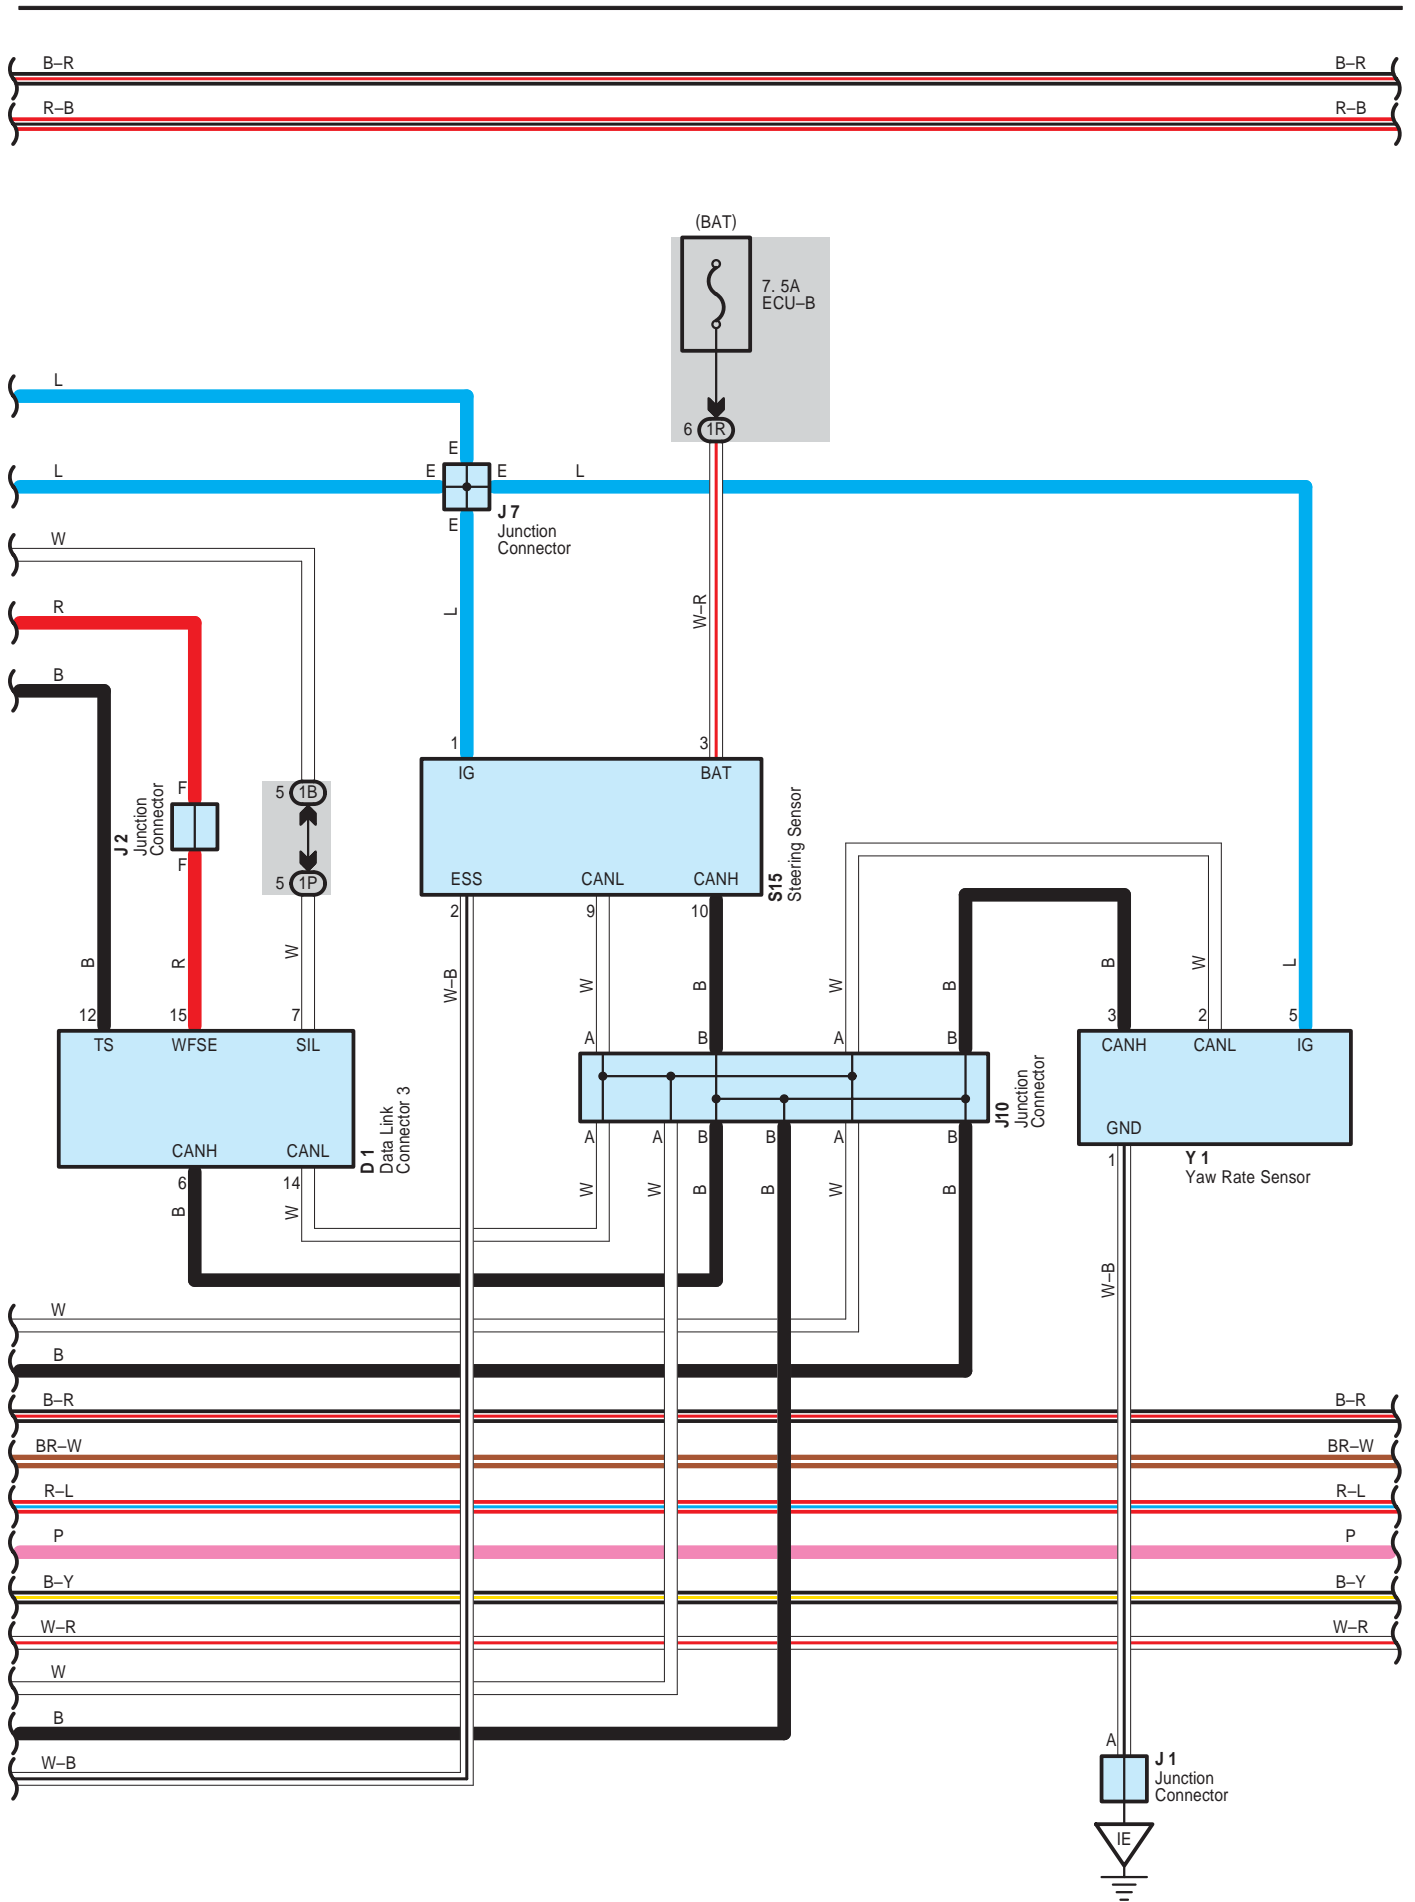 B–R B–R
R–B R–B
(BAT)
7. 5A
ECU–B
6 1R
L
E
L E E L
E
J 7
Junction
Connector
W
R
B
L
W–R
1 3
IG BAT
F
5 1B
J 2
Junction
Connector
F
5 1P
ESS CANL CANH
S15
Steering Sensor
2 9 10
B R W W–B W B W B B W L
12 15 7
TS WFSE SIL
3 2 5
CANH CANL IG
A B A B
J10
Junction
Connector
D 1
Data Link
Connector 3
CANH CANL
6 14
B W
A A B B A B
W W B B W B
GND
1
Y 1
Yaw Rate Sensor
W–B
W
B
B–R B–R
BR–W BR–W
R–L R–L
P P
B–Y B–Y
W–R W–R
W
B
W–B
A
J 1
Junction
Connector
IE